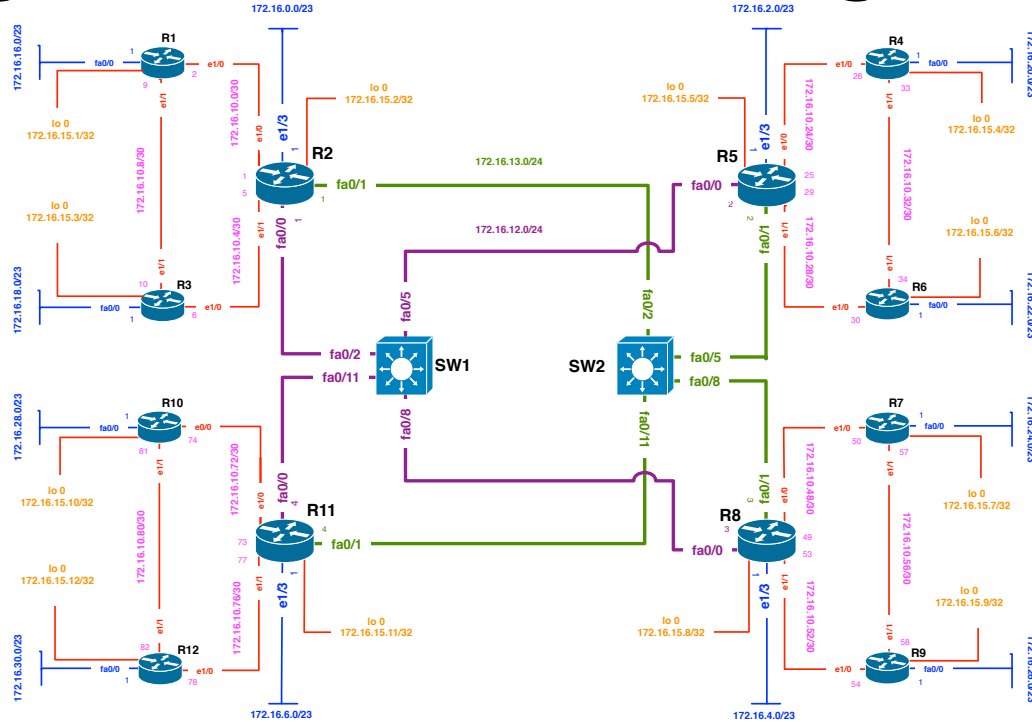 172.16.0.0/23
172.16.2.0/23
172.16.16.0/23
1
fa0/0
R1
2
9
e1/0
e1/1
lo 0
172.16.15.1/32
172.16.10.0/30
172.16.10.8/30
lo 0
172.16.15.2/32
e1/3
1
R2
e1/0
1
5
e1/1
fa0/1
1
fa0/0
1
172.16.13.0/24
172.16.12.0/24
lo 0
172.16.15.3/32
172.16.10.4/30
172.16.18.0/23
e1/1
10
R3
fa0/0
1
6
e1/0
lo 0
172.16.15.5/32
e1/3
1
R5
fa0/0
2
2
fa0/1
25
29
e1/0
e1/1
172.16.10.24/30
172.16.10.28/30
e1/0
26
R4
1
fa0/0
33
e1/1
lo 0
172.16.15.4/32
172.16.10.32/30
lo 0
172.16.15.6/32
e1/1
34
R6
e1/0
30
fa0/0
1
fa0/5
fa0/2
fa0/11
fa0/8
SW1
SW2
fa0/2
fa0/5
fa0/8
fa0/11
172.16.28.0/23
1
fa0/0
R10
e0/0
74
81
e1/1
lo 0
172.16.15.10/32
172.16.10.72/30
172.16.10.80/30
e1/0
fa0/0
4
R11
4
fa0/1
73
77
e1/1
1
e1/3
lo 0
172.16.15.12/32
172.16.10.76/30
lo 0
172.16.15.11/32
172.16.30.0/23
82
e1/1
R12
fa0/0
1
e1/0
78
172.16.6.0/23
fa0/1
3
R8
3
fa0/0
e1/0
49
53
e1/1
1
e1/3
lo 0
172.16.15.8/32
172.16.10.48/30
172.16.10.52/30
e1/0
50
R7
1
fa0/0
57
e1/1
lo 0
172.16.15.7/32
172.16.10.56/30
lo 0
172.16.15.9/32
e1/1
58
R9
e1/0
54
fa0/0
1
172.16.4.0/23